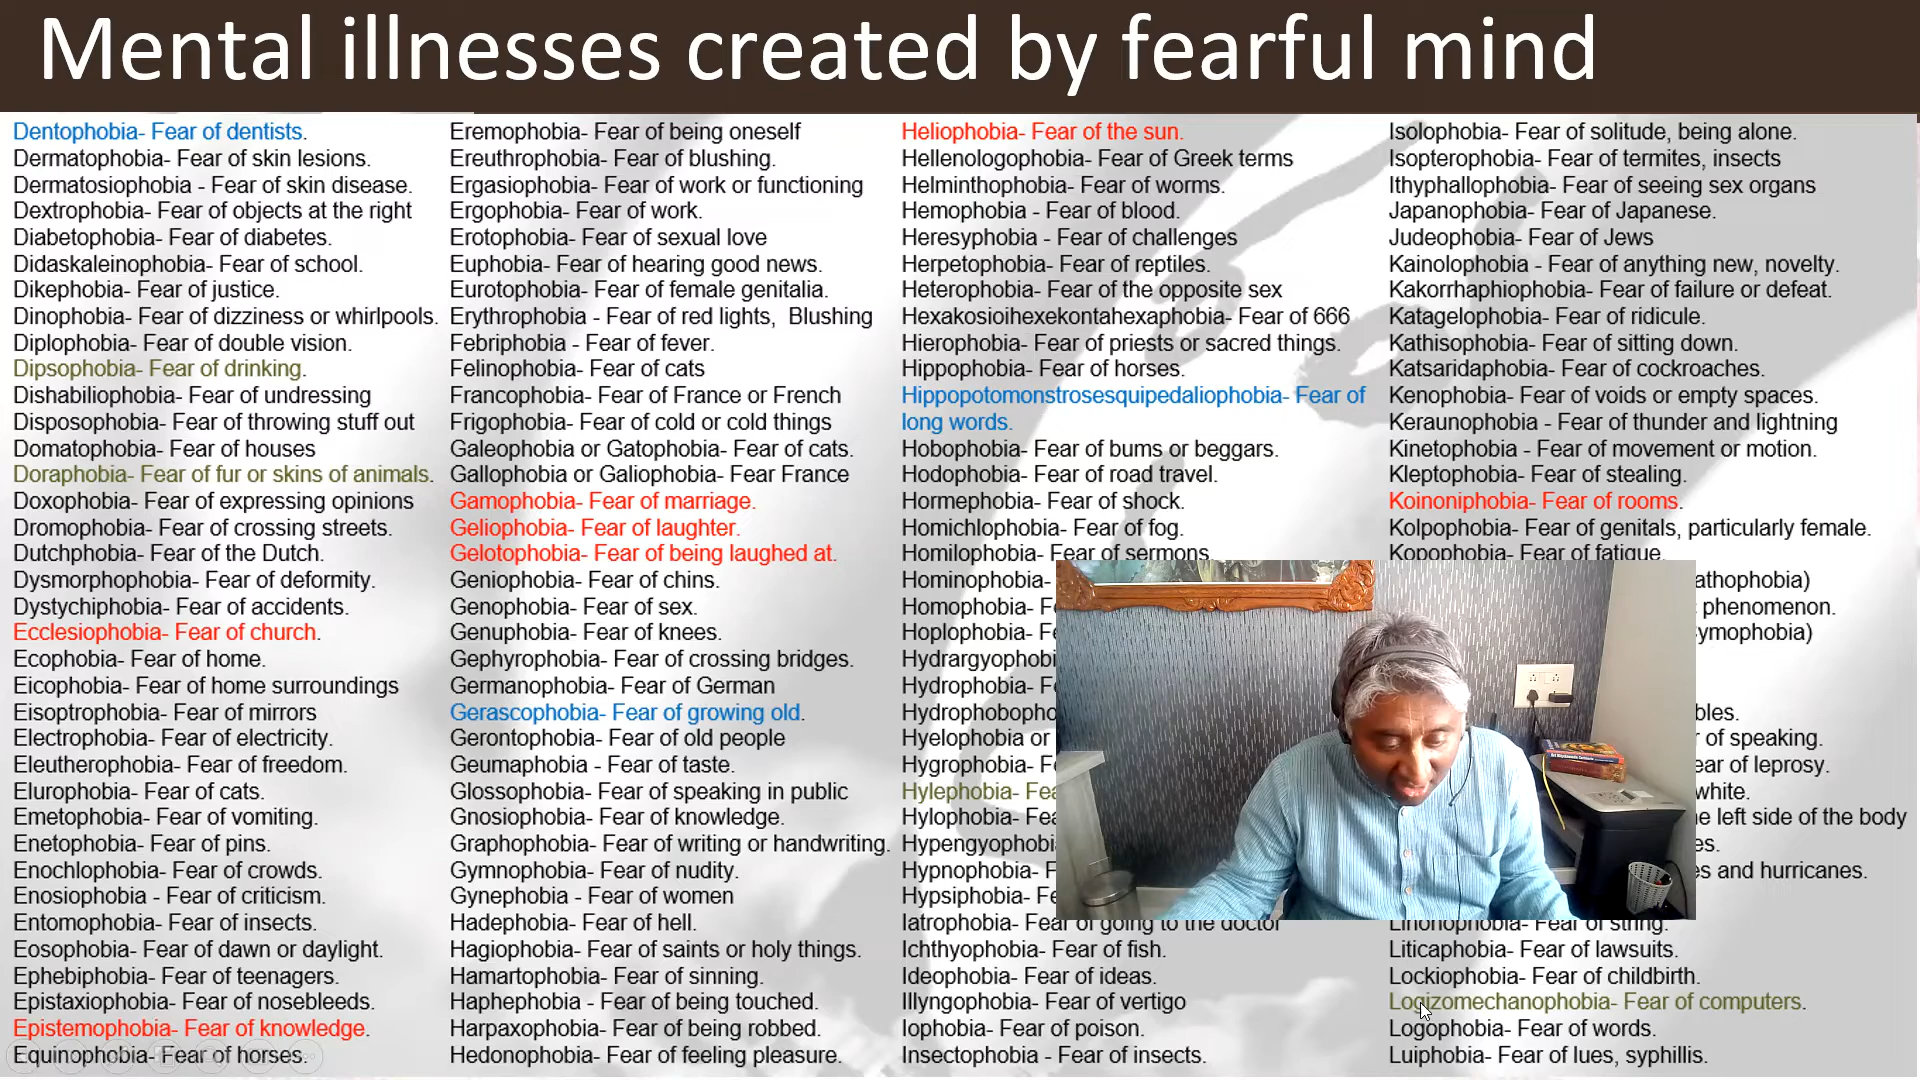 Mental illnesses created by fearful mind
Dentophobia- Fear of dentists.
Dermatophobia- Fear of skin lesions.
Dermatosiophobia - Fear of skin disease.
Dextrophobia- Fear of objects at the right
Diabetophobia- Fear of diabetes.
Didaskaleinophobia- Fear of school.
Dikephobia- Fear of justice.
Dinophobia- Fear of dizziness or whirlpools.
Diplophobia- Fear of double vision.
Dipsophobia- Fear of drinking.
Dishabiliophobia- Fear of undressing
Disposophobia- Fear of throwing stuff out
Domatophobia- Fear of houses
Doraphobia- Fear of fur or skins of animals.
Doxophobia- Fear of expressing opinions
Dromophobia- Fear of crossing streets.
Dutchphobia- Fear of the Dutch.
Dysmorphophobia- Fear of deformity.
Dystychiphobia- Fear of accidents.
Ecclesiophobia- Fear of church.
Ecophobia- Fear of home.
Eicophobia- Fear of home surroundings
Eisoptrophobia- Fear of mirrors
Electrophobia- Fear of electricity.
Eleutherophobia- Fear of freedom.
Elurophobia- Fear of cats.
Emetophobia- Fear of vomiting.
Enetophobia- Fear of pins.
Enochlophobia- Fear of crowds.
Enosiophobia - Fear of criticism.
Entomophobia- Fear of insects.
Eosophobia- Fear of dawn or daylight.
Ephebiphobia- Fear of teenagers.
Epistaxiophobia- Fear of nosebleeds.
Epistemophobia- Fear of knowledge.
Equinophobia- Fear of horses.
Eremophobia- Fear of being oneself
Ereuthrophobia- Fear of blushing.
Ergasiophobia- Fear of work or functioning
Ergophobia- Fear of work.
Erotophobia- Fear of sexual love
Euphobia- Fear of hearing good news.
Eurotophobia- Fear of female genitalia.
Erythrophobia - Fear of red lights,  Blushing
Febriphobia - Fear of fever.
Felinophobia- Fear of cats
Francophobia- Fear of France or French
Frigophobia- Fear of cold or cold things
Galeophobia or Gatophobia- Fear of cats.
Gallophobia or Galiophobia- Fear France
Gamophobia- Fear of marriage.
Geliophobia- Fear of laughter.
Gelotophobia- Fear of being laughed at.
Geniophobia- Fear of chins.
Genophobia- Fear of sex.
Genuphobia- Fear of knees.
Gephyrophobia- Fear of crossing bridges.
Germanophobia- Fear of German
Gerascophobia- Fear of growing old.
Gerontophobia- Fear of old people
Geumaphobia - Fear of taste.
Glossophobia- Fear of speaking in public
Gnosiophobia- Fear of knowledge.
Graphophobia- Fear of writing or handwriting.
Gymnophobia- Fear of nudity.
Gynephobia - Fear of women
Hadephobia- Fear of hell.
Hagiophobia- Fear of saints or holy things.
Hamartophobia- Fear of sinning.
Haphephobia - Fear of being touched.
Harpaxophobia- Fear of being robbed.
Hedonophobia- Fear of feeling pleasure.
Heliophobia- Fear of the sun.
Hellenologophobia- Fear of Greek terms
Helminthophobia- Fear of worms.
Hemophobia - Fear of blood.
Heresyphobia - Fear of challenges
Herpetophobia- Fear of reptiles.
Heterophobia- Fear of the opposite sex
Hexakosioihexekontahexaphobia- Fear of 666
Hierophobia- Fear of priests or sacred things.
Hippophobia- Fear of horses.
Hippopotomonstrosesquipedaliophobia- Fear of
long words.
Hobophobia- Fear of bums or beggars.
Hodophobia- Fear of road travel.
Hormephobia- Fear of shock.
Homichlophobia- Fear of fog.
Homilophobia- Fear of sermons.
Hominophobia-
Homophobia-
Hoplophobia-
Hydrophobia-
Hyelophobia or
Hygrophobia-
Hylephobia-
Hylophobia-
Hypnophobia-
Hypsiphobia-
Iatrophobia- Fear of going to the doctor
Ichthyophobia- Fear of fish.
Ideophobia- Fear of ideas.
Illyngophobia- Fear of vertigo
Iophobia- Fear of poison.
Insectophobia - Fear of insects.
Isolophobia- Fear of solitude, being alone.
Isopterophobia- Fear of termites, insects
Ithyphallophobia- Fear of seeing sex organs
Japanophobia- Fear of Japanese.
Judeophobia- Fear of Jews
Kainolophobia - Fear of anything new, novelty.
Kakorrhaphiophobia- Fear of failure or defeat.
Katagelophobia- Fear of ridicule.
Kathisophobia- Fear of sitting down.
Katsaridaphobia- Fear of cockroaches.
Kenophobia- Fear of voids or empty spaces.
Keraunophobia - Fear of thunder and lightning
Kinetophobia - Fear of movement or motion.
Kleptophobia- Fear of stealing.
Koinoniphobia- Fear of rooms.
Kolpophobia- Fear of genitals, particularly female.
Kopophobia- Fear of fatigue.
phenomenon.
of speaking.
of leprosy.
left side of the body
and hurricanes.
Linonophobia- Fear of string.
Liticaphobia- Fear of lawsuits.
Lockiophobia- Fear of childbirth.
Logizomechanophobia- Fear of computers.
Logophobia- Fear of words.
Luiphobia- Fear of lues, syphillis.